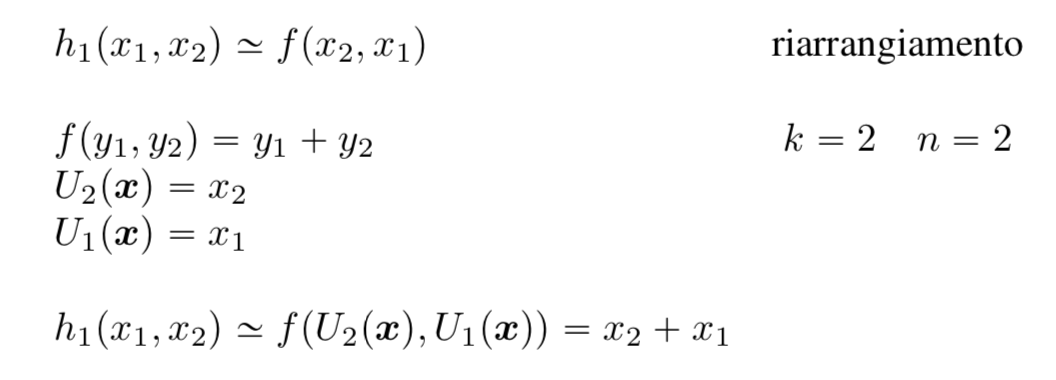 h₁(x₁, x₂) ≃ f(x₂, x₁) riarrangiamento
f(y₁, y₂) = y₁ + y₂ k = 2 n = 2
U₂(𝒙) = x₂
U₁(𝒙) = x₁
h₁(x₁, x₂) ≃ f(U₂(𝒙), U₁(𝒙)) = x₂ + x₁